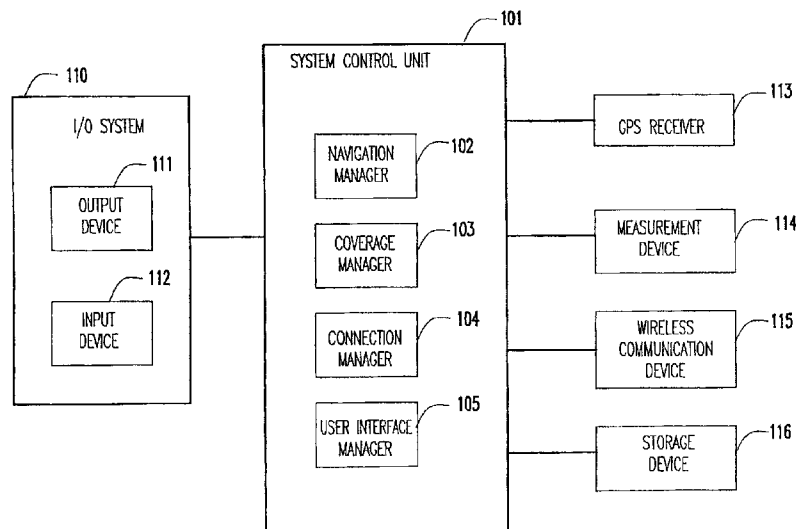 101
SYSTEM CONTROL UNIT
110
I/O SYSTEM
111
OUTPUT
DEVICE
112
INPUT
DEVICE
102
NAVIGATION
MANAGER
103
COVERAGE
MANAGER
104
CONNECTION
MANAGER
105
USER INTERFACE
MANAGER
113
GPS RECEIVER
MEASUREMENT
DEVICE
114
WIRELESS
COMMUNICATION
DEVICE
115
STORAGE
DEVICE
116